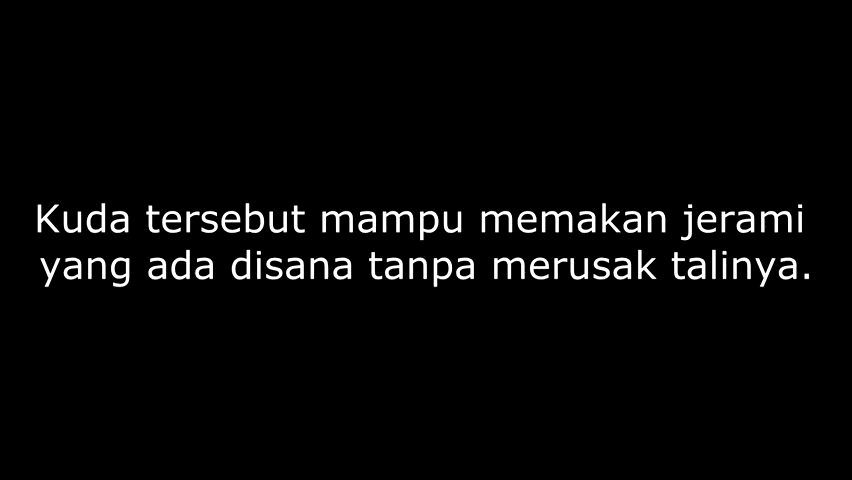 Kuda tersebut mampu memakan jerami
yang ada disana tanpa merusak talinya.